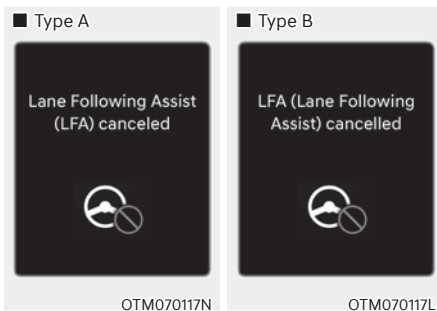 ■ Type A
Lane Following Assist
(LFA) canceled
OTM070117N
■ Type B
LFA (Lane Following
Assist) cancelled
OTM070117L